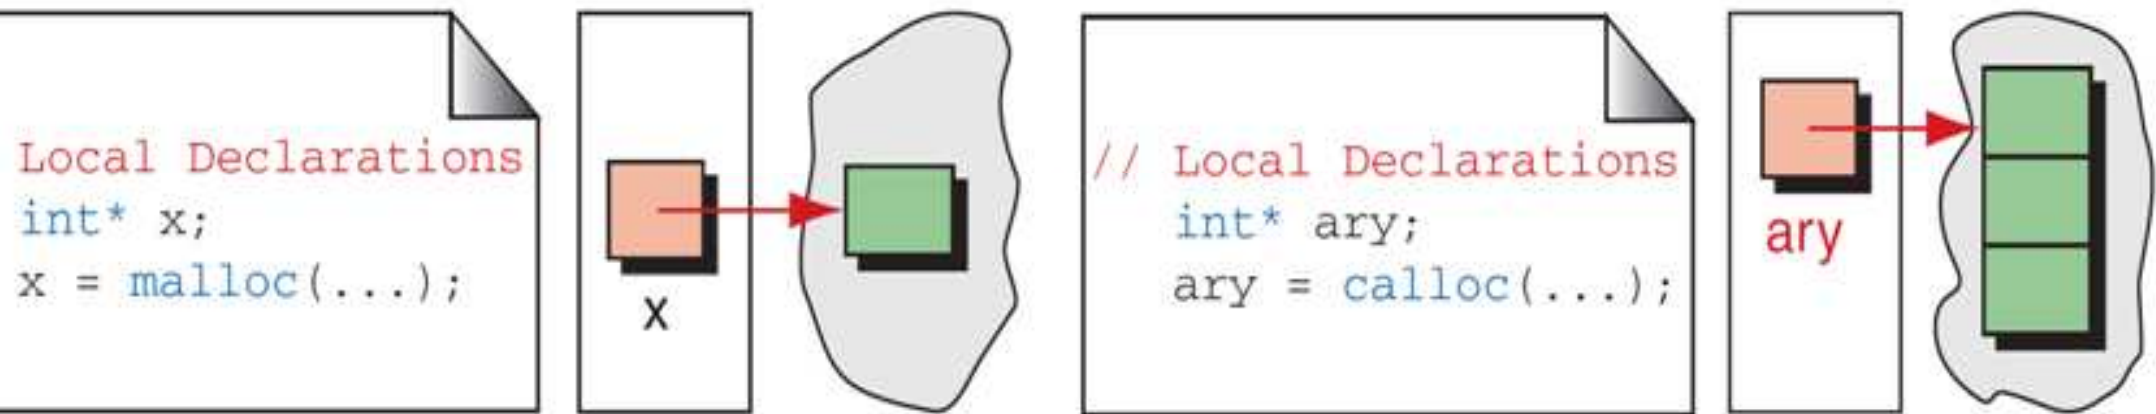 Local Declarations
int* x;
x = malloc(...);
x
// Local Declarations
int* ary;
ary = calloc(...);
ary